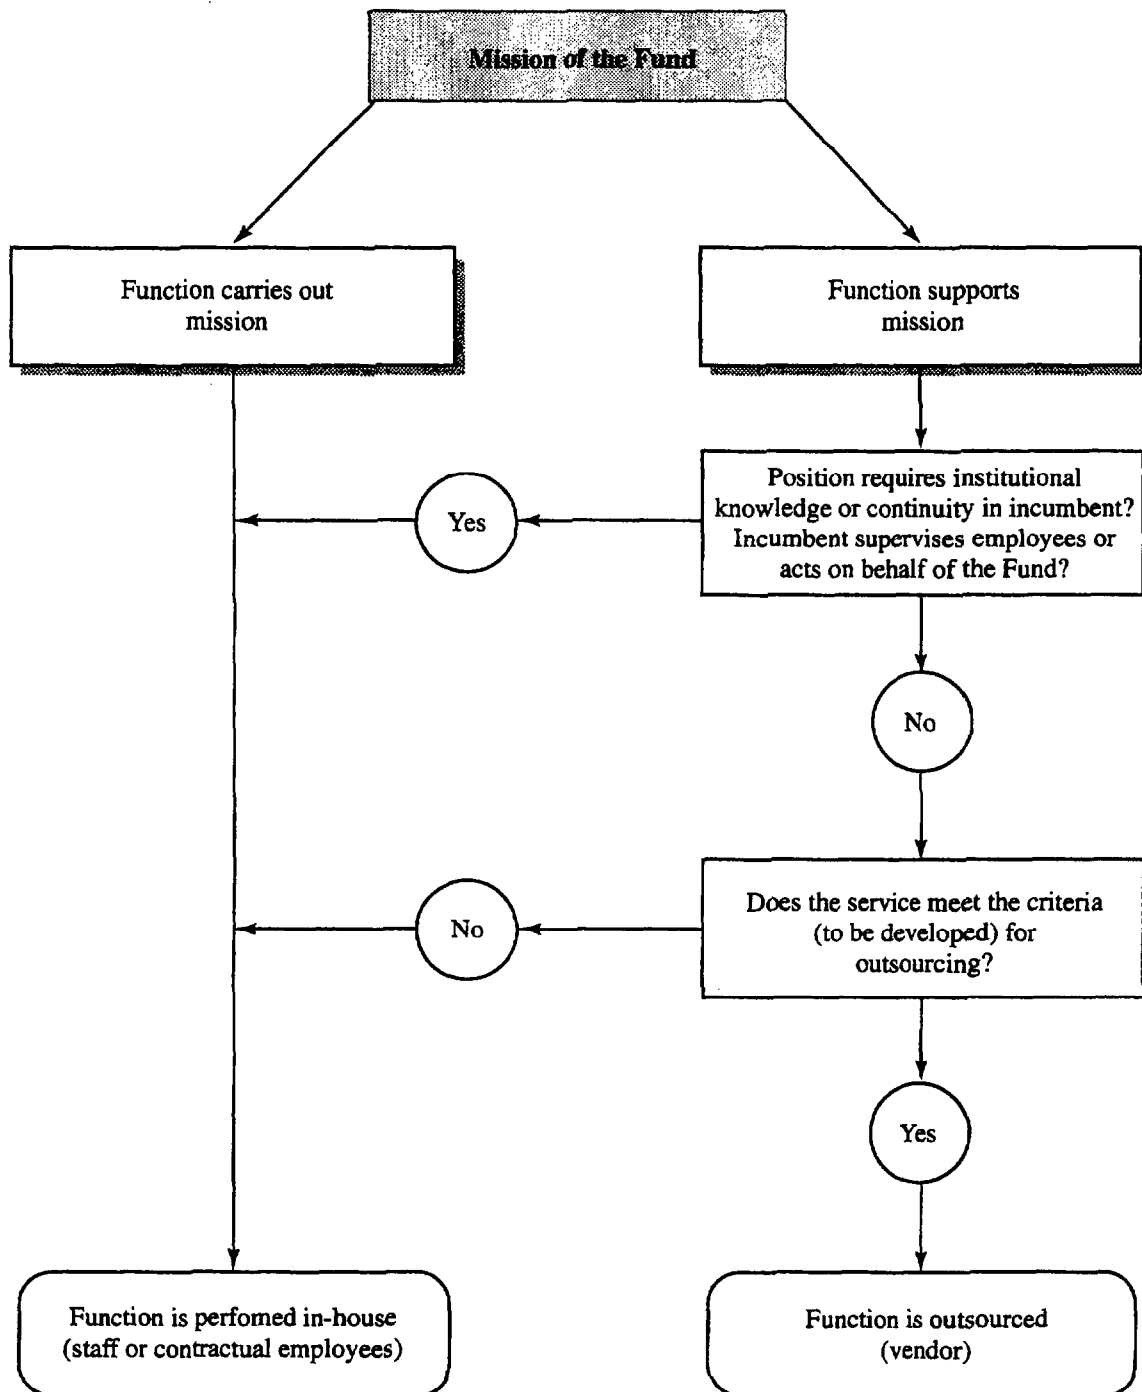 Mission of the Fund
Function carries out
mission
Function supports
mission
Position requires institutional
knowledge or continuity in incumbent?
Incumbent supervises employees or
acts on behalf of the Fund?
Yes
No
Does the service meet the criteria
(to be developed) for
outsourcing?
No
Yes
Function is perfomed in-house
(staff or contractual employees)
Function is outsourced
(vendor)